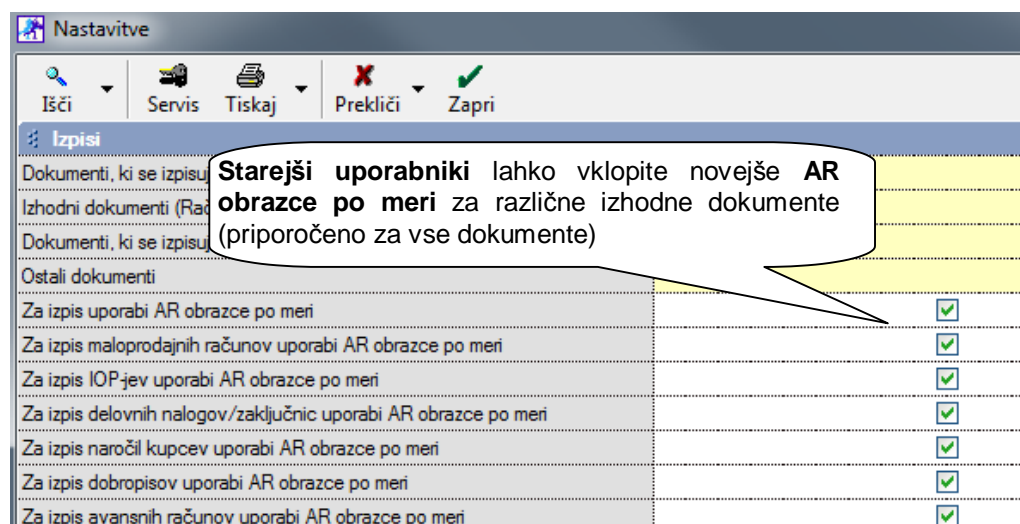 Nastavitve
Išči Servis Tiskaj Prekliči Zapri
Izpisi
Starejši uporabniki lahko vklopite novejše AR
obrazce po meri za različne izhodne dokumente
(priporočeno za vse dokumente)
Dokumenti, ki se izpisuj
Izhodni dokumenti (Rač
Dokumenti, ki se izpisuj
Ostali dokumenti
Za izpis uporabi AR obrazce po meri
Za izpis maloprodajnih računov uporabi AR obrazce po meri
Za izpis IOP-jev uporabi AR obrazce po meri
Za izpis delovnih nalogov/zaključnic uporabi AR obrazce po meri
Za izpis naročil kupcev uporabi AR obrazce po meri
Za izpis dobropisov uporabi AR obrazce po meri
Za izpis avansnih računov uporabi AR obrazce po meri